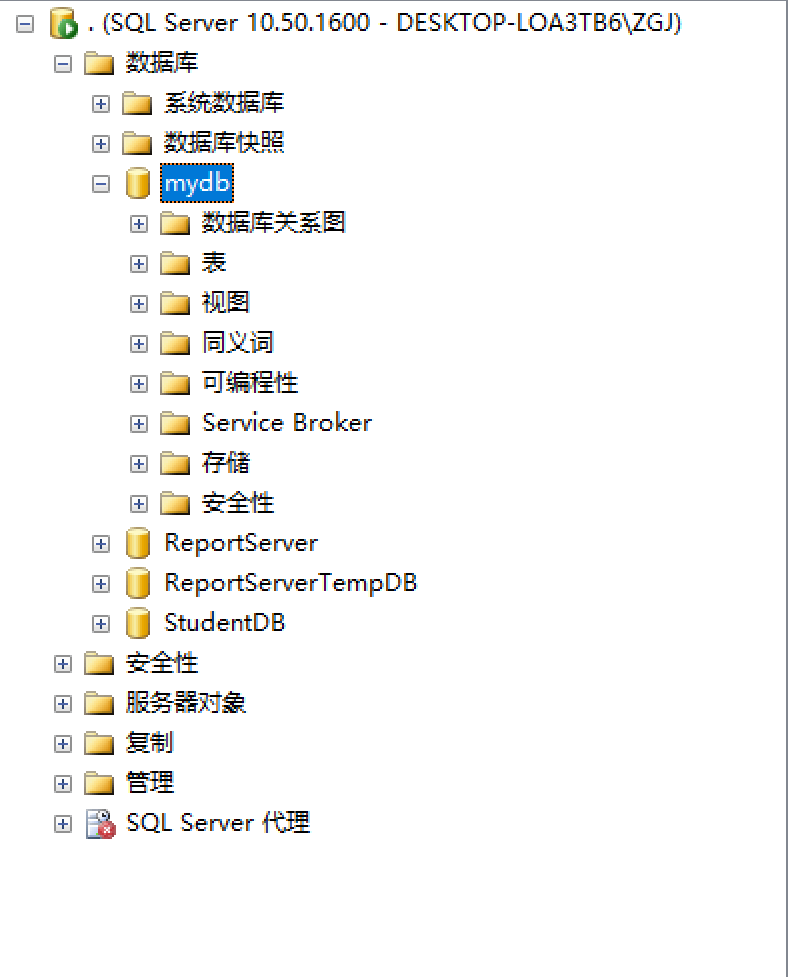 . (SQL Server 10.50.1600 - DESKTOP-LOA3TB6\ZGJ)
数据库
系统数据库
数据库快照
mydb
数据库关系图
表
视图
同义词
可编程性
Service Broker
存储
安全性
ReportServer
ReportServerTempDB
StudentDB
安全性
服务器对象
复制
管理
SQL Server 代理